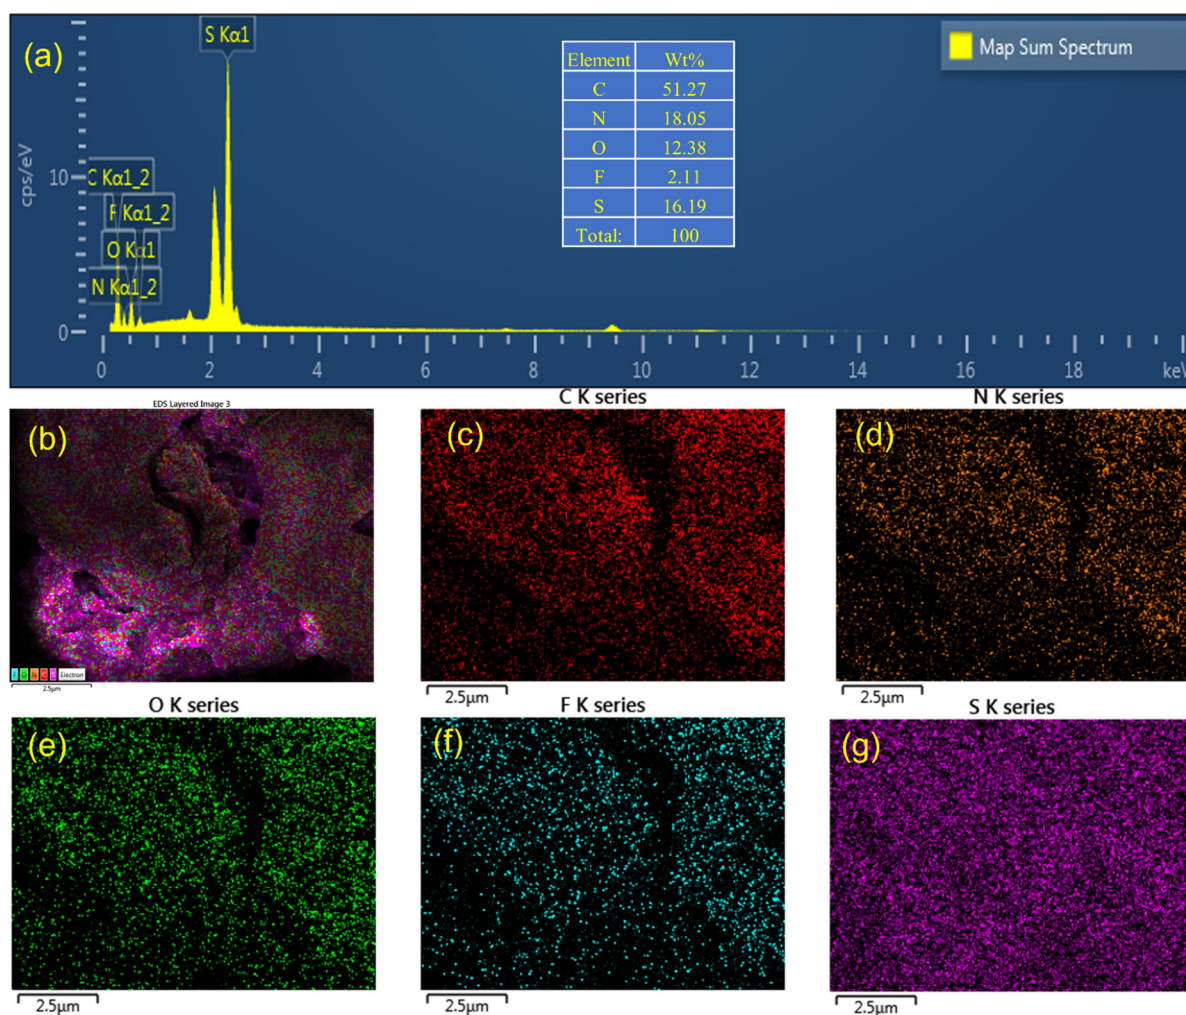 (a)
S Kα1
Map Sum Spectrum
Element Wt%
C 51.27
N 18.05
O 12.38
F 2.11
S 16.19
Total: 100
cps/eV
10
0
C Kα1_2
F Kα1_2
O Kα1
N Kα1_2
0 2 4 6 8 10 12 14 16 18 keV
EDS Layered Image 3
(b)
Electron
2.5µm
C K series
(c)
2.5µm
N K series
(d)
2.5µm
O K series
(e)
2.5µm
F K series
(f)
2.5µm
S K series
(g)
2.5µm